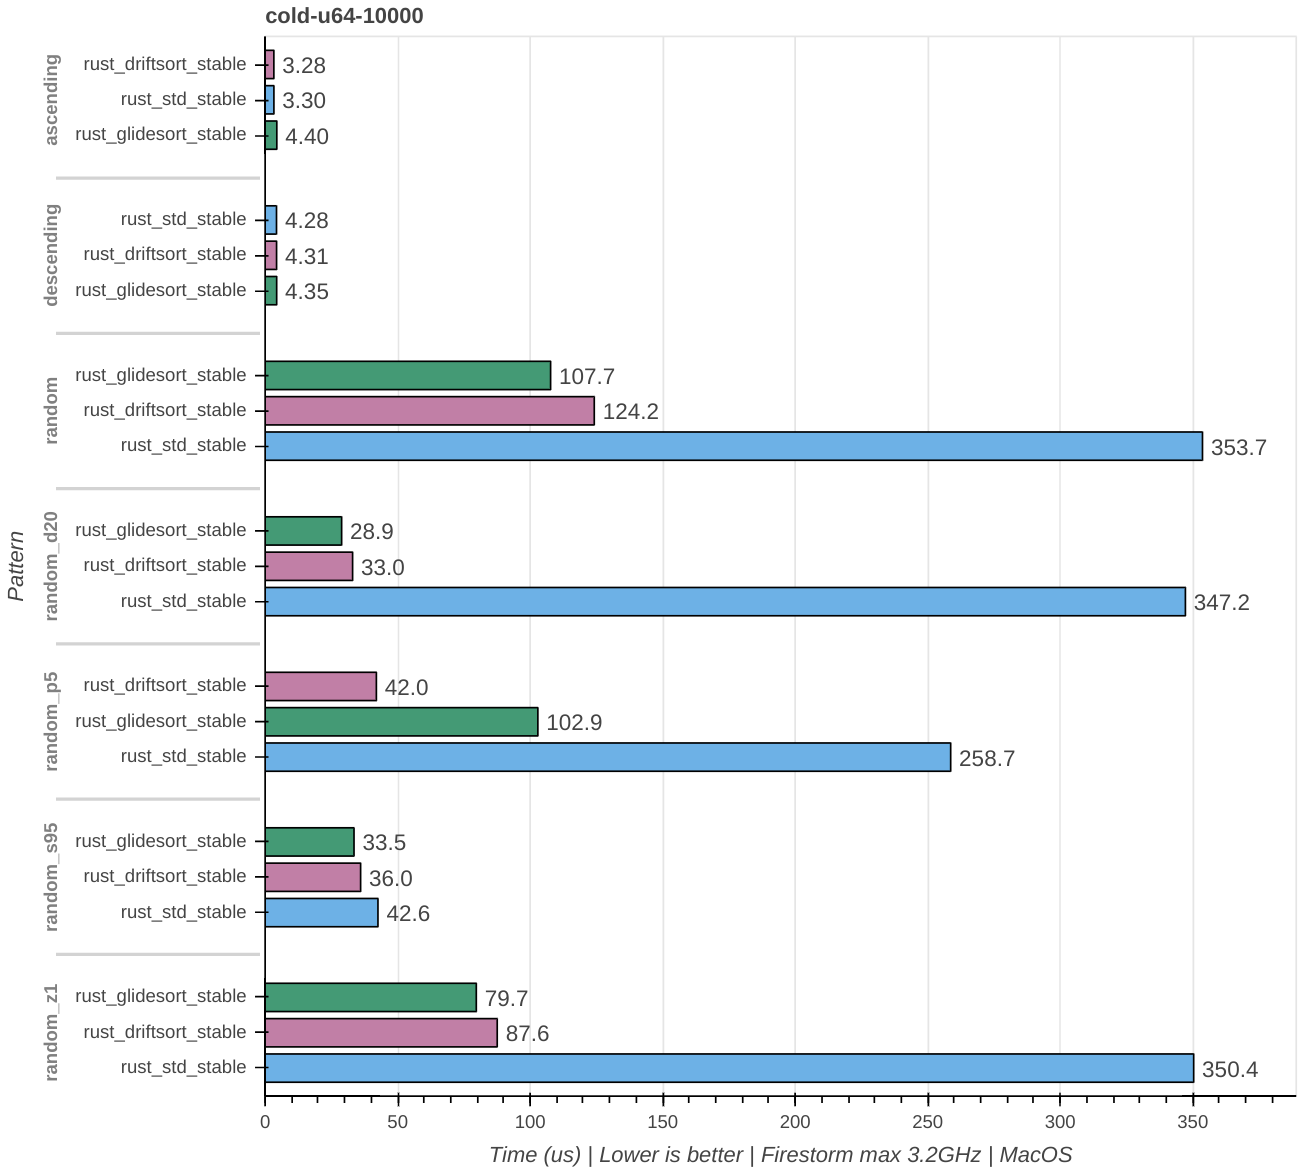 cold-u64-10000
Pattern
ascending
rust_driftsort_stable 3.28
rust_std_stable 3.30
rust_glidesort_stable 4.40
descending
rust_std_stable 4.28
rust_driftsort_stable 4.31
rust_glidesort_stable 4.35
random
rust_glidesort_stable 107.7
rust_driftsort_stable 124.2
rust_std_stable 353.7
random_d20
rust_glidesort_stable 28.9
rust_driftsort_stable 33.0
rust_std_stable 347.2
random_p5
rust_driftsort_stable 42.0
rust_glidesort_stable 102.9
rust_std_stable 258.7
random_s95
rust_glidesort_stable 33.5
rust_driftsort_stable 36.0
rust_std_stable 42.6
random_z1
rust_glidesort_stable 79.7
rust_driftsort_stable 87.6
rust_std_stable 350.4
0 50 100 150 200 250 300 350
Time (us) | Lower is better | Firestorm max 3.2GHz | MacOS